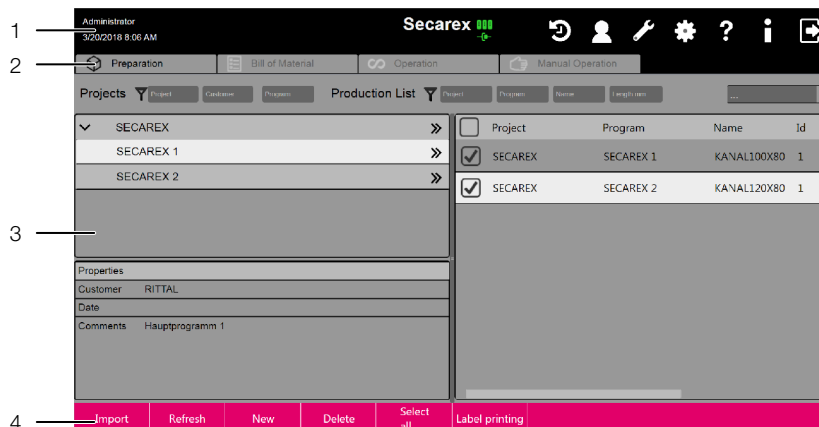 1
Administrator
3/20/2018 8:06 AM
Secarex
2
Preparation
Bill of Material
Operation
Manual Operation
Projects
Project
Customer
Program
Production List
Project
Program
Name
Length mm
...
SECAREX
SECAREX 1
SECAREX 2
Project Program Name Id
SECAREX SECAREX 1 KANAL100X80 1
SECAREX SECAREX 2 KANAL120X80 1
3
Properties
Customer RITTAL
Date
Comments Hauptprogramm 1
4
Import
Refresh
New
Delete
Select
all
Label printing